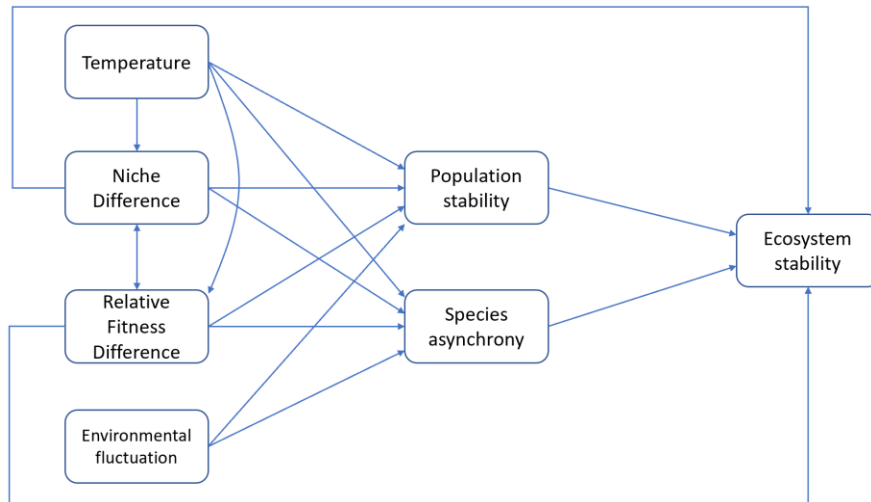 Temperature
Niche
Difference
Relative
Fitness
Difference
Environmental
fluctuation
Population
stability
Species
asynchrony
Ecosystem
stability